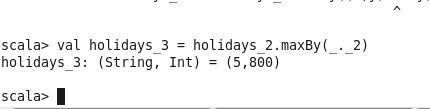 ^
scala> val holidays_3 = holidays_2.maxBy(_._2)
holidays_3: (String, Int) = (5,800)
scala>